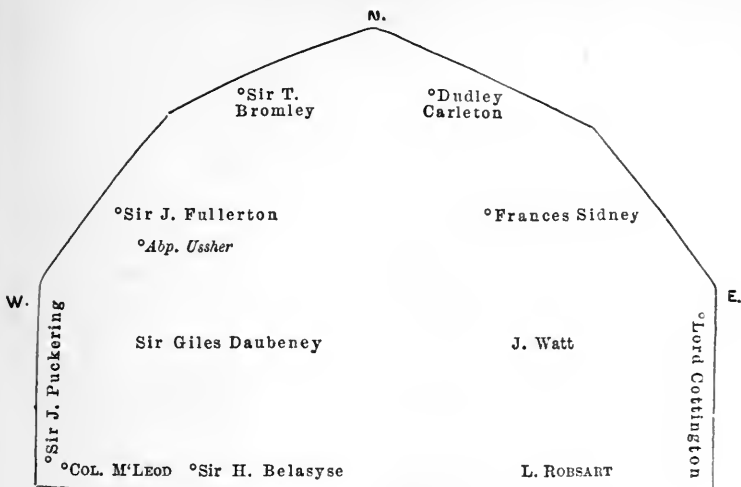 N.
°Sir T.
Bromley
°Dudley
Carleton
°Sir J. Fullerton
°Frances Sidney
°Abp. Ussher
W.
E.
°Sir J. Puckering
Sir Giles Daubeney
J. Watt
°Lord Cottington
°COL. M'LEOD °Sir H. Belasyse
L. ROBSART